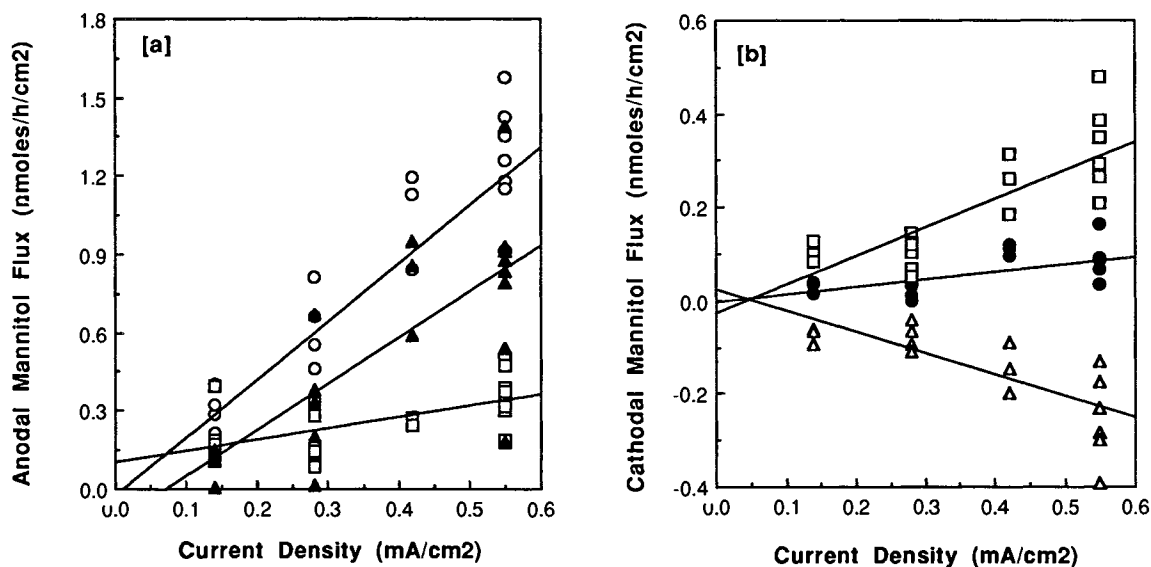 [a]
Anodal Mannitol Flux (nmoles/h/cm2)
1.8
1.5
1.2
0.9
0.6
0.3
0.0
0.0 0.1 0.2 0.3 0.4 0.5 0.6
Current Density (mA/cm2)
[b]
Cathodal Mannitol Flux (nmoles/h/cm2)
0.6
0.4
0.2
0.0
-0.2
-0.4
0.0 0.1 0.2 0.3 0.4 0.5 0.6
Current Density (mA/cm2)